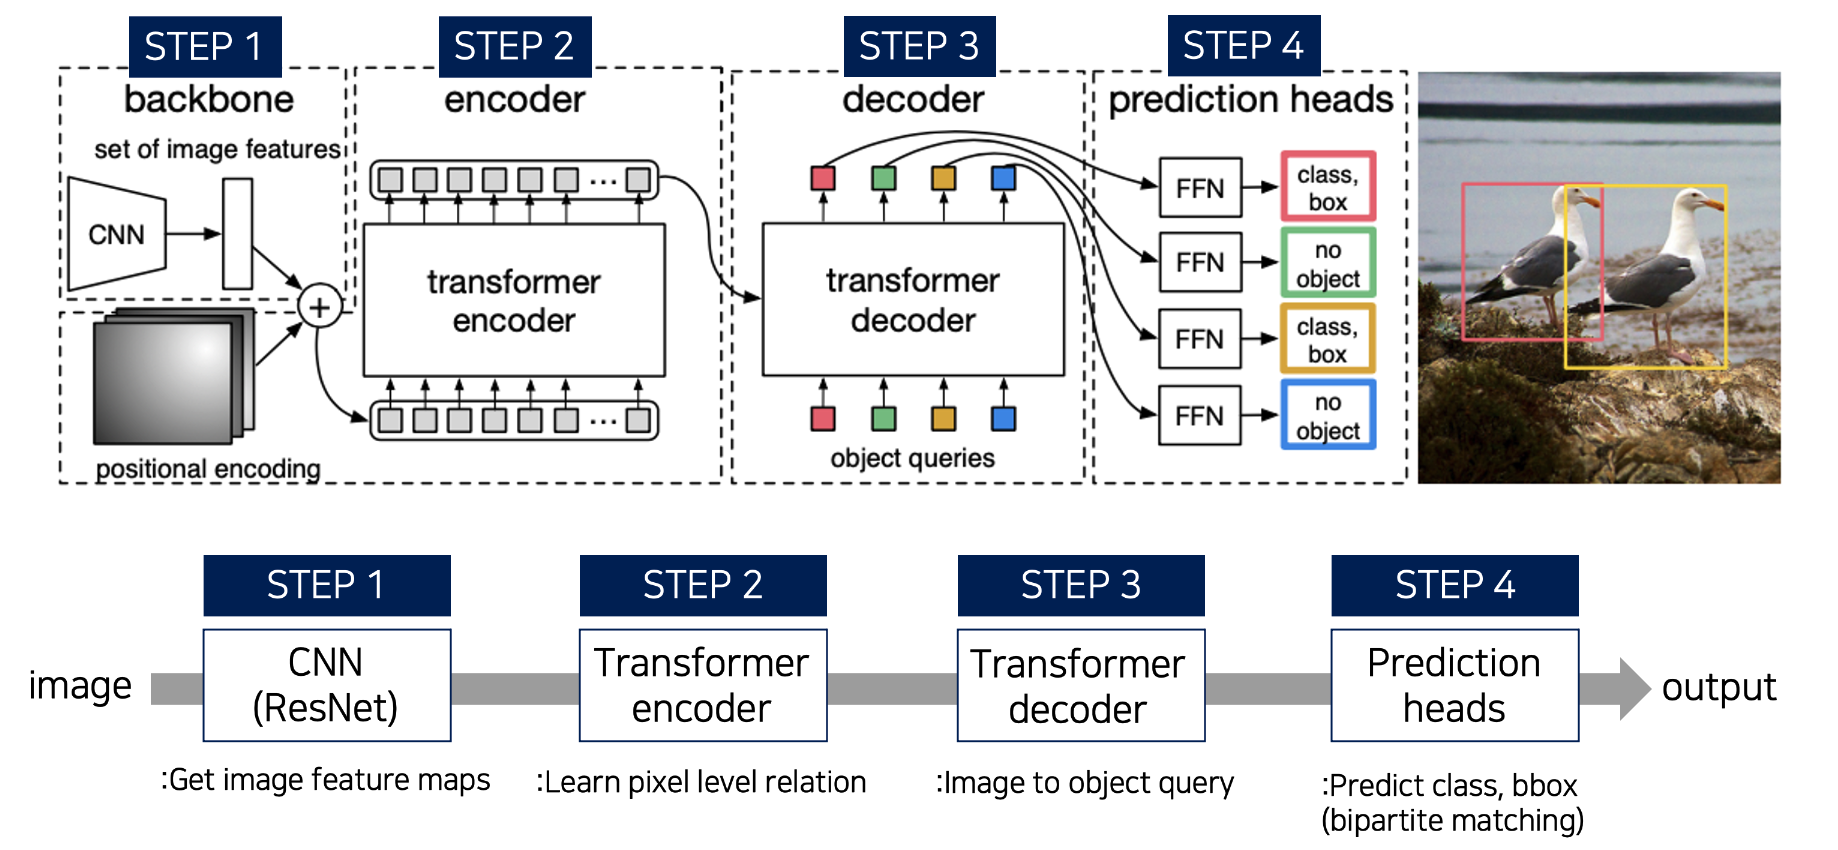 STEP 1
STEP 2
STEP 3
STEP 4
backbone
encoder
decoder
prediction heads
set of image features
CNN
+
positional encoding
...
transformer
encoder
...
transformer
decoder
object queries
FFN
class,
box
FFN
no
object
FFN
class,
box
FFN
no
object
STEP 1
STEP 2
STEP 3
STEP 4
image
CNN
(ResNet)
Transformer
encoder
Transformer
decoder
Prediction
heads
output
:Get image feature maps
:Learn pixel level relation
:Image to object query
:Predict class, bbox
(bipartite matching)